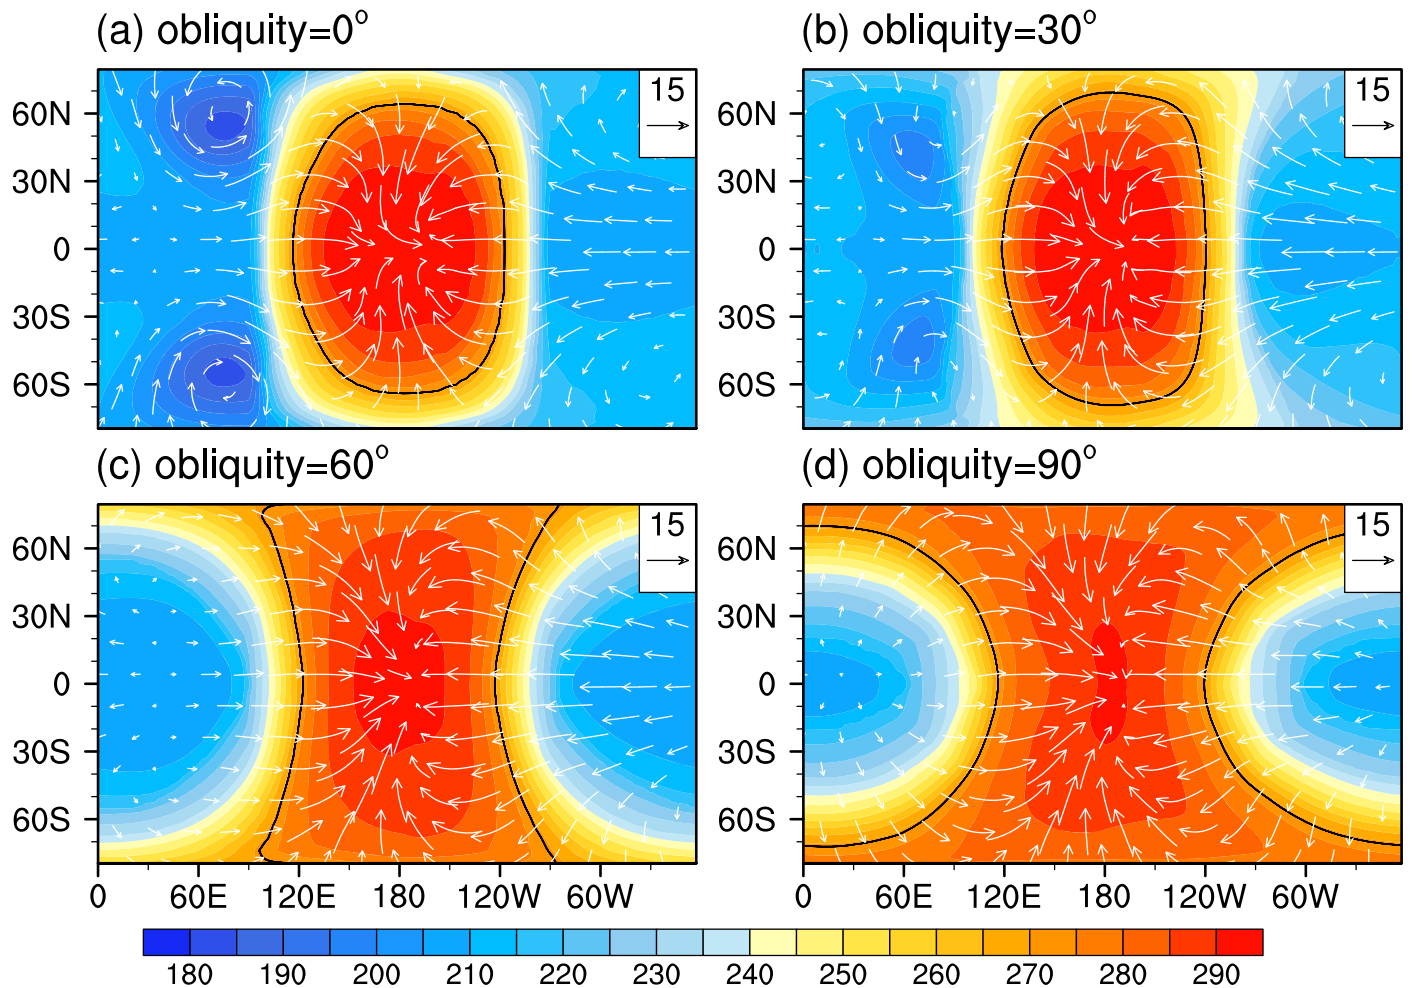 (a) obliquity=0°
(b) obliquity=30°
15
15
60N
30N
0
30S
60S
60N
30N
0
30S
60S
(c) obliquity=60°
(d) obliquity=90°
15
15
60N
30N
0
30S
60S
60N
30N
0
30S
60S
0 60E 120E 180 120W 60W
0 60E 120E 180 120W 60W
180 190 200 210 220 230 240 250 260 270 280 290